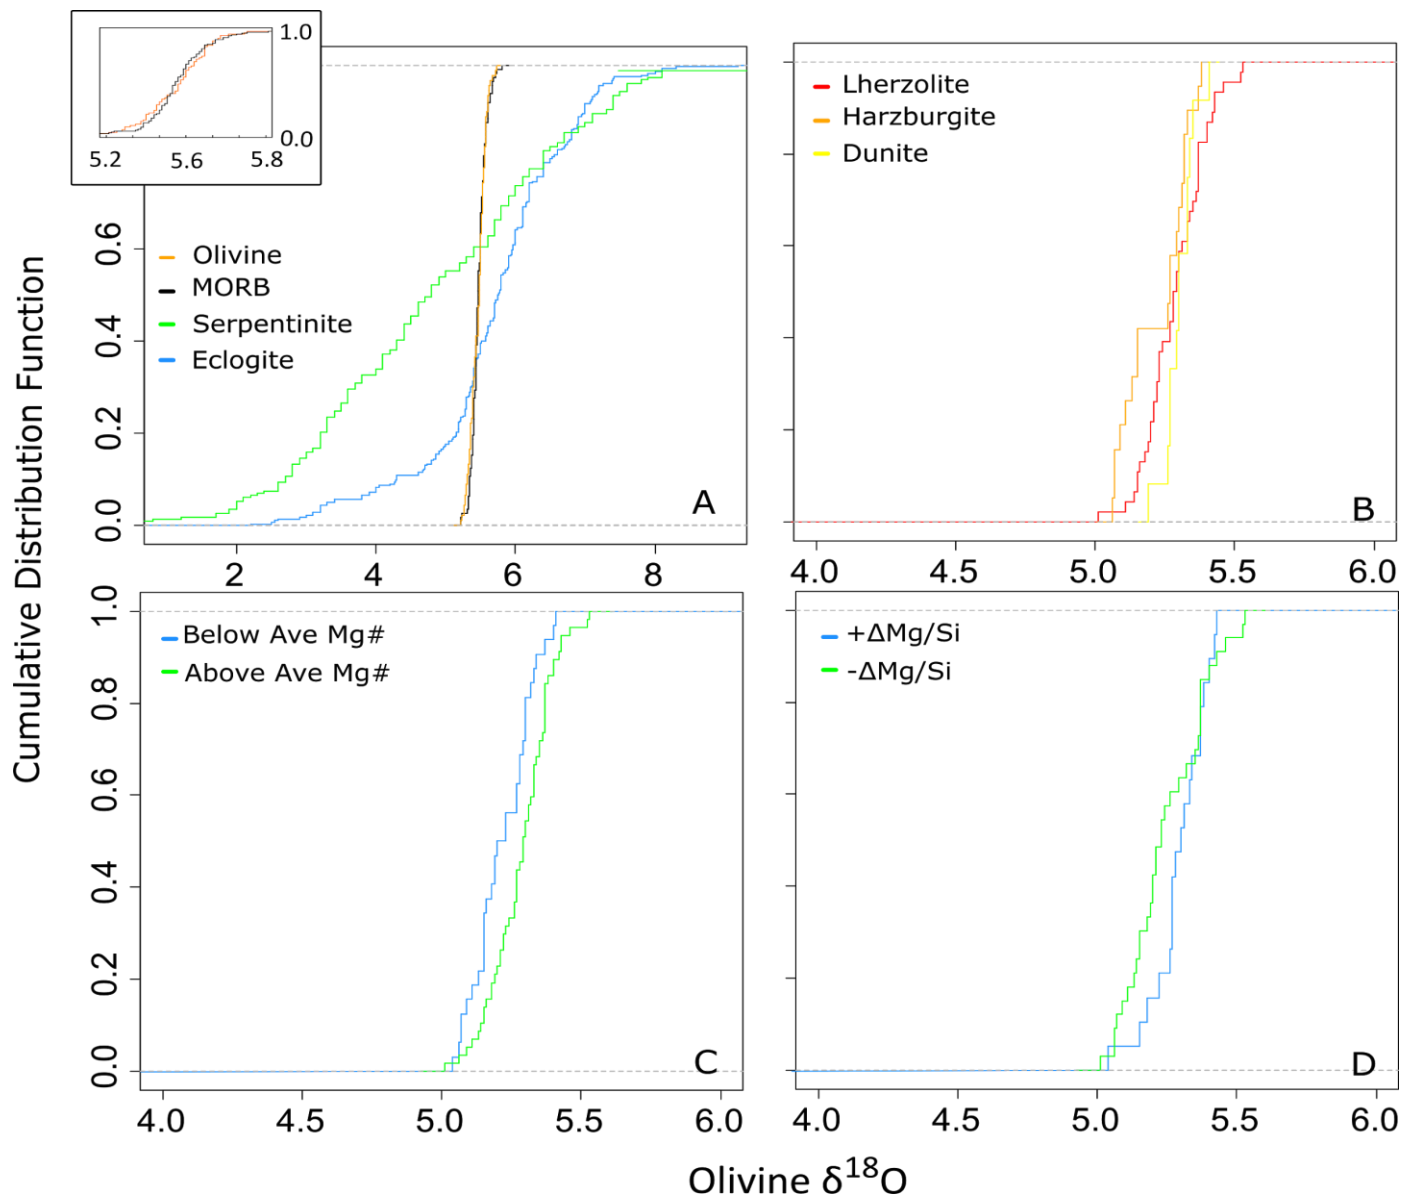 1.0
0.0
5.2 5.6 5.8
Cumulative Distribution Function
0.6
0.4
0.2
0.0
Olivine
MORB
Serpentinite
Eclogite
A
2 4 6 8
Lherzolite
Harzburgite
Dunite
B
4.0 4.5 5.0 5.5 6.0
1.0
0.8
0.6
0.4
0.2
0.0
Below Ave Mg#
Above Ave Mg#
C
4.0 4.5 5.0 5.5 6.0
+ΔMg/Si
-ΔMg/Si
D
4.0 4.5 5.0 5.5 6.0
Olivine δ¹⁸O